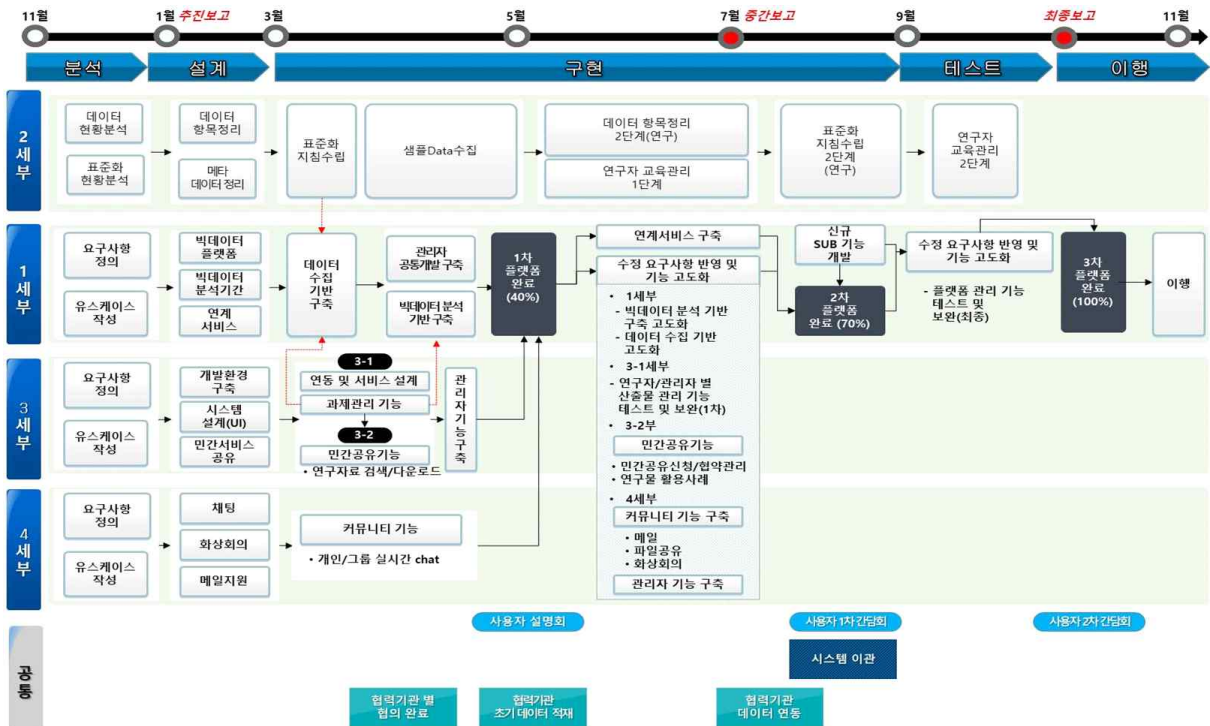 11월
1월 추진보고
3월
5월
7월 중간보고
9월
최종보고
11월
분석
설계
구현
테스트
이행
2세부
데이터
현황분석
표준화
현황분석
데이터
항목정리
메타
데이터 정리
표준화
지침수립
샘플Data수집
데이터 항목정리
2단계(연구)
연구자 교육관리
1단계
표준화
지침수립
2단계
(연구)
연구자
교육관리
2단계
1세부
요구사항
정의
유스케이스
작성
빅데이터
플랫폼
빅데이터
분석기간
연계
서비스
데이터
수집
기반
구축
관리자
공통개발 구축
빅데이터 분석
기반 구축
1차
플랫폼
완료
(40%)
연계서비스 구축
수정 요구사항 반영 및
기능 고도화
• 1세부
- 빅데이터 분석 기반
구축 고도화
- 데이터 수집 기반
고도화
• 3-1세부
- 연구자/관리자 별
산출물 관리 기능
테스트 및 보완(1차)
• 3-2부
민간공유기능
• 민간공유신청/협약관리
• 연구물 활용사례
• 4세부
커뮤니티 기능 구축
• 메일
• 파일공유
• 화상회의
관리자 기능 구축
신규
SUB 기능
개발
2차
플랫폼
완료 (70%)
수정 요구사항 반영 및
기능 고도화
- 플랫폼 관리 기능
테스트 및
보완(최종)
3차
플랫폼
완료
(100%)
이행
3세부
요구사항
정의
유스케이스
작성
개발환경
구축
시스템
설계(UI)
민간서비스
공유
3-1
연동 및 서비스 설계
과제관리 기능
3-2
민간공유기능
• 연구자료 검색/다운로드
관리자기능구축
4세부
요구사항
정의
유스케이스
작성
채팅
화상회의
메일지원
커뮤니티 기능
• 개인/그룹 실시간 chat
공통
사용자 설명회
사용자 1차 간담회
사용자 2차 간담회
시스템 이관
협력기관 별
협의 완료
협력기관
초기 데이터 적재
협력기관
데이터 연동